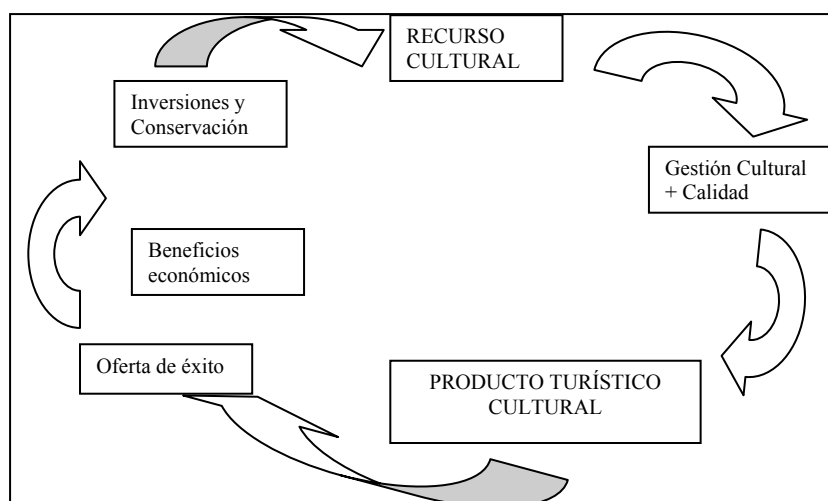 RECURSO
CULTURAL
Inversiones y
Conservación
Gestión Cultural
+ Calidad
Beneficios
económicos
Oferta de éxito
PRODUCTO TURÍSTICO
CULTURAL